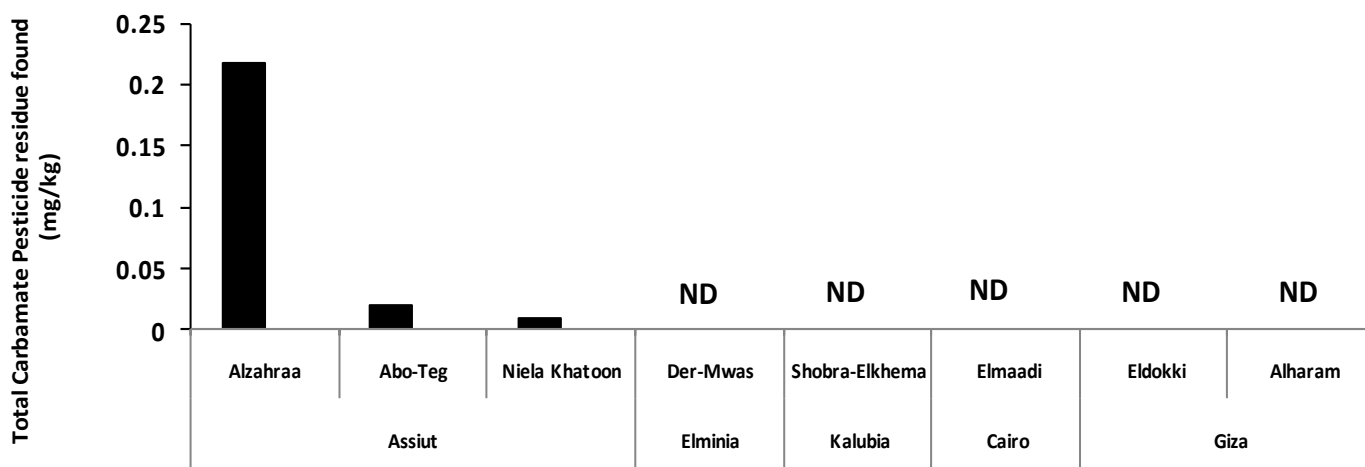 Total Carbamate Pesticide residue found
(mg/kg)
0.25
0.2
0.15
0.1
0.05
0
ND ND ND ND ND
Alzahraa Abo-Teg Niela Khatoon Der-Mwas Shobra-Elkhema Elmaadi Eldokki Alharam
Assiut Elminia Kalubia Cairo Giza